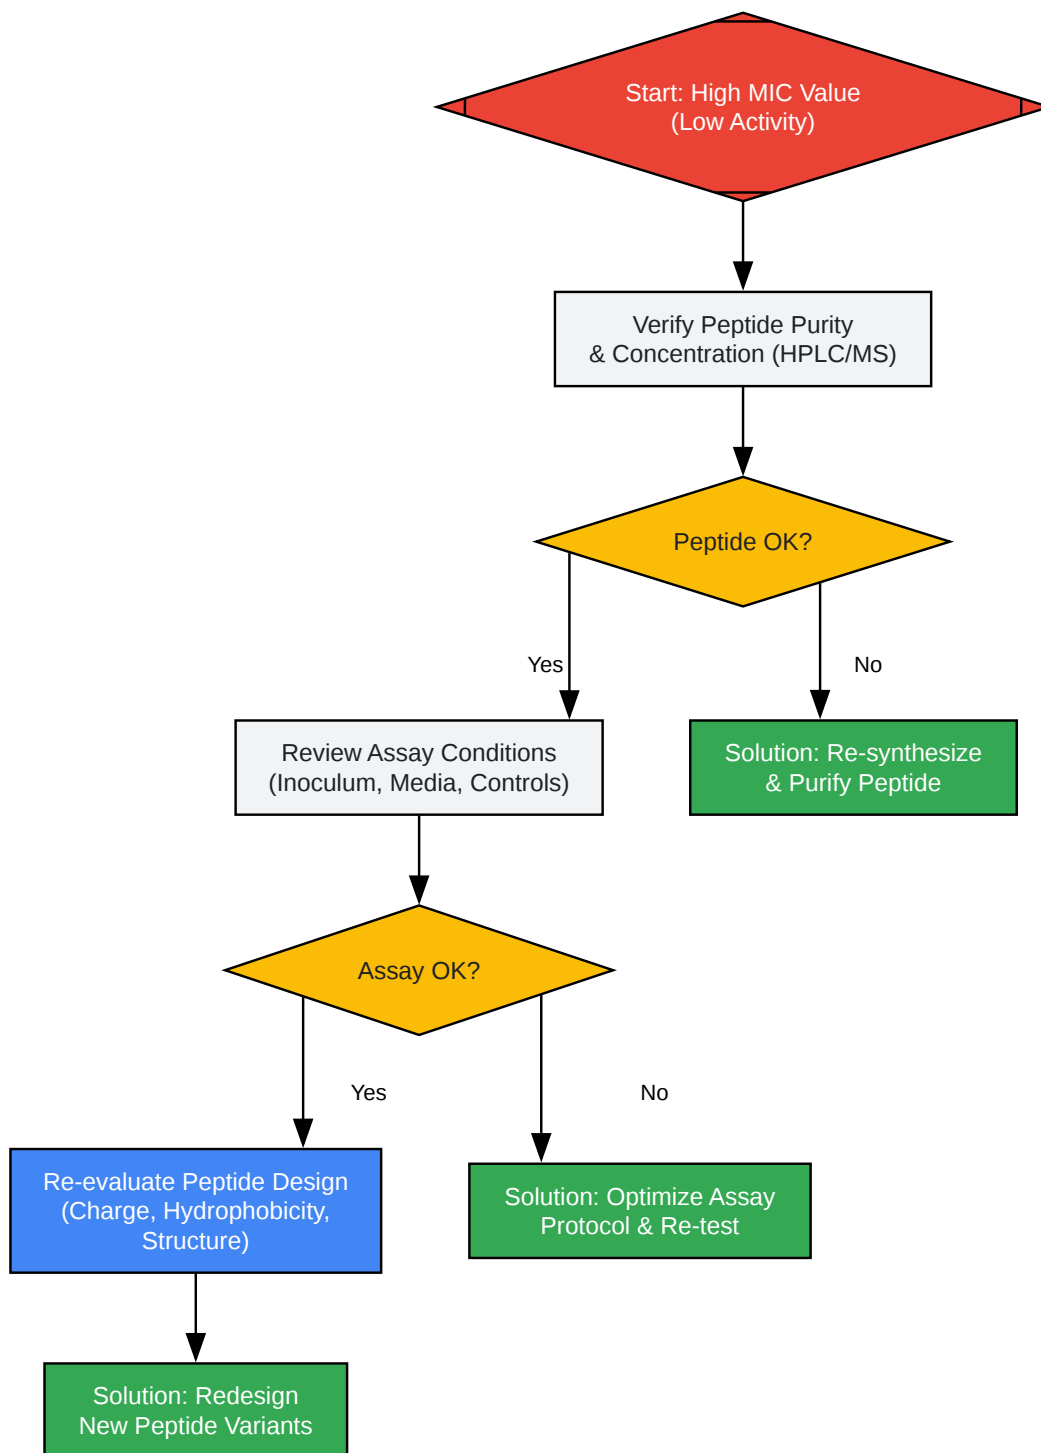 Start: High MIC Value
(Low Activity)
Verify Peptide Purity
& Concentration (HPLC/MS)
Peptide OK?
Yes
No
Review Assay Conditions
(Inoculum, Media, Controls)
Solution: Re-synthesize
& Purify Peptide
Assay OK?
Yes
No
Re-evaluate Peptide Design
(Charge, Hydrophobicity,
Structure)
Solution: Optimize Assay
Protocol & Re-test
Solution: Redesign
New Peptide Variants